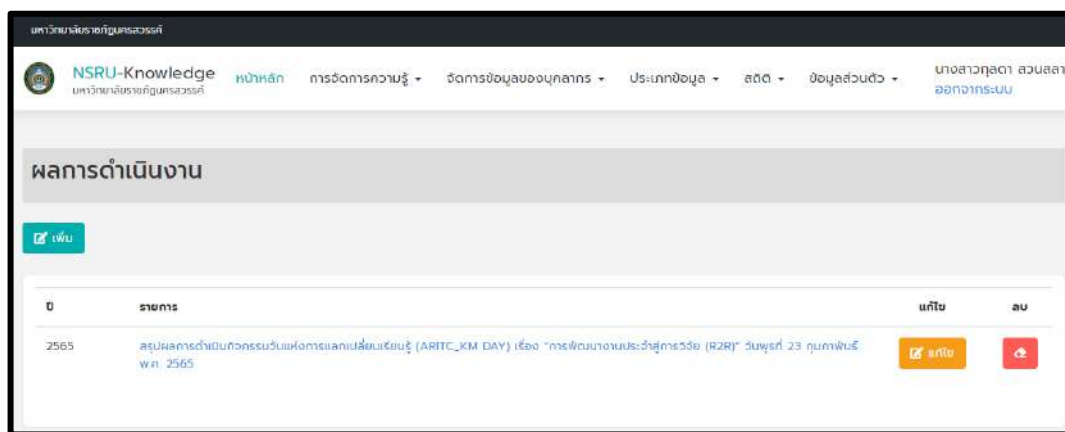 มหาวิทยาลัยราชภัฏนครสวรรค์
NSRU-Knowledge
มหาวิทยาลัยราชภัฏนครสวรรค์
หน้าหลัก
การจัดการความรู้
จัดการข้อมูลของบุคลากร
ประเภทข้อมูล
สถิติ
ข้อมูลส่วนตัว
นางสาวกุลดา สวนสลา
ออกจากระบบ
ผลการดำเนินงาน
เพิ่ม
ปี รายการ แก้ไข ลบ
2565 สรุปผลการดำเนินกิจกรรมวันแห่งการแลกเปลี่ยนเรียนรู้ (ARITC_KM DAY) เรื่อง "การพัฒนางานประจำสู่การวิจัย (R2R)" วันพุธที่ 23 กุมภาพันธ์ แก้ไข
พ.ศ. 2565